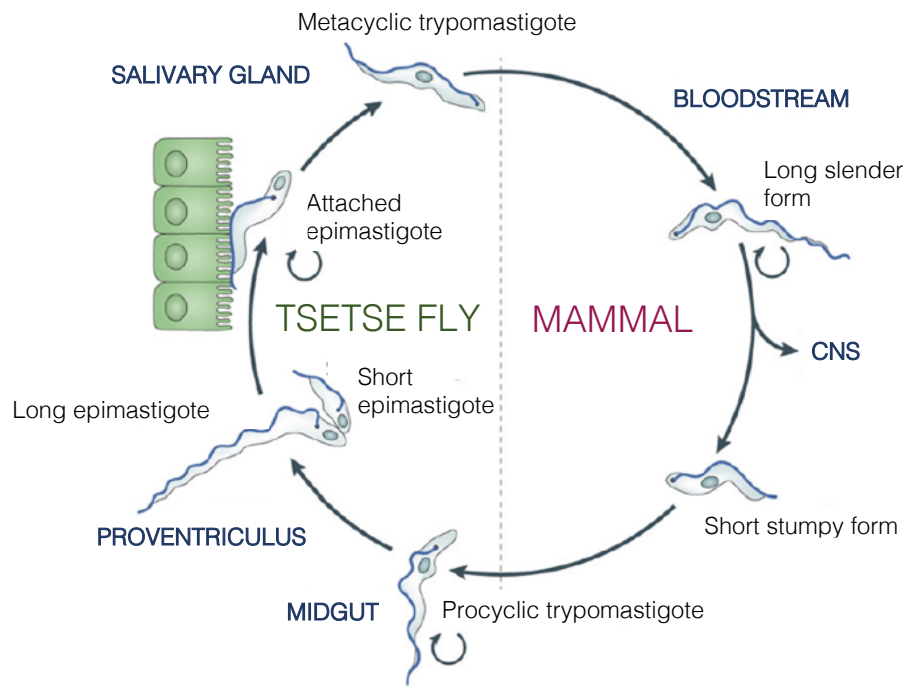 Metacyclic trypomastigote
SALIVARY GLAND
BLOODSTREAM
Long slender
form
Attached
epimastigote
TSETSE FLY
MAMMAL
CNS
Short
epimastigote
Long epimastigote
Short stumpy form
PROVENTRICULUS
MIDGUT
Procyclic trypomastigote